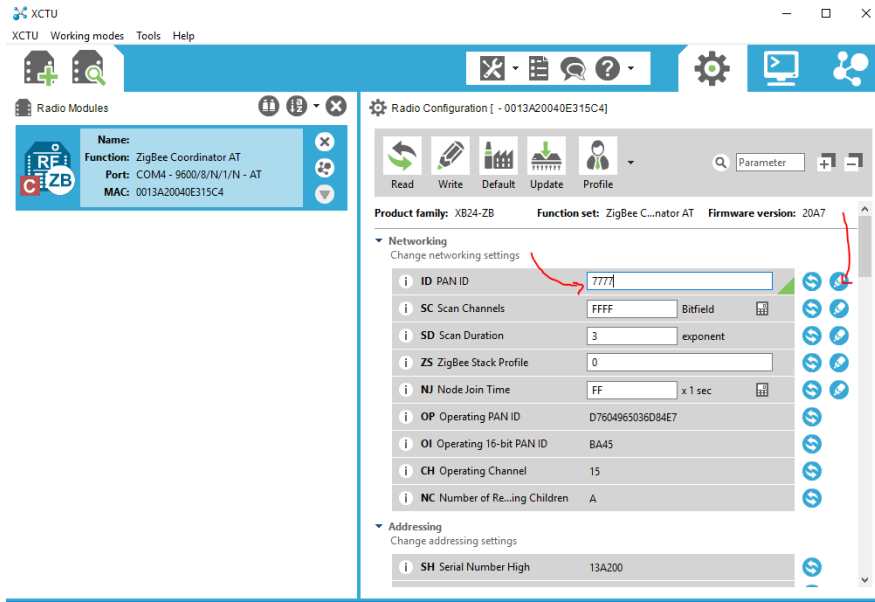 XCTU
XCTU Working modes Tools Help
Radio Modules
Name:
Function: ZigBee Coordinator AT
Port: COM4 - 9600/8/N/1/N - AT
MAC: 0013A20040E315C4
RF
C ZB
Radio Configuration [ - 0013A20040E315C4]
Read Write Default Update Profile
Parameter
Product family: XB24-ZB Function set: ZigBee C...nator AT Firmware version: 20A7
Networking
Change networking settings
i ID PAN ID 7777
i SC Scan Channels FFFF Bitfield
i SD Scan Duration 3 exponent
i ZS ZigBee Stack Profile 0
i NJ Node Join Time FF x 1 sec
i OP Operating PAN ID D7604965036D84E7
i OI Operating 16-bit PAN ID BA45
i CH Operating Channel 15
i NC Number of Re...ing Children A
Addressing
Change addressing settings
i SH Serial Number High 13A200